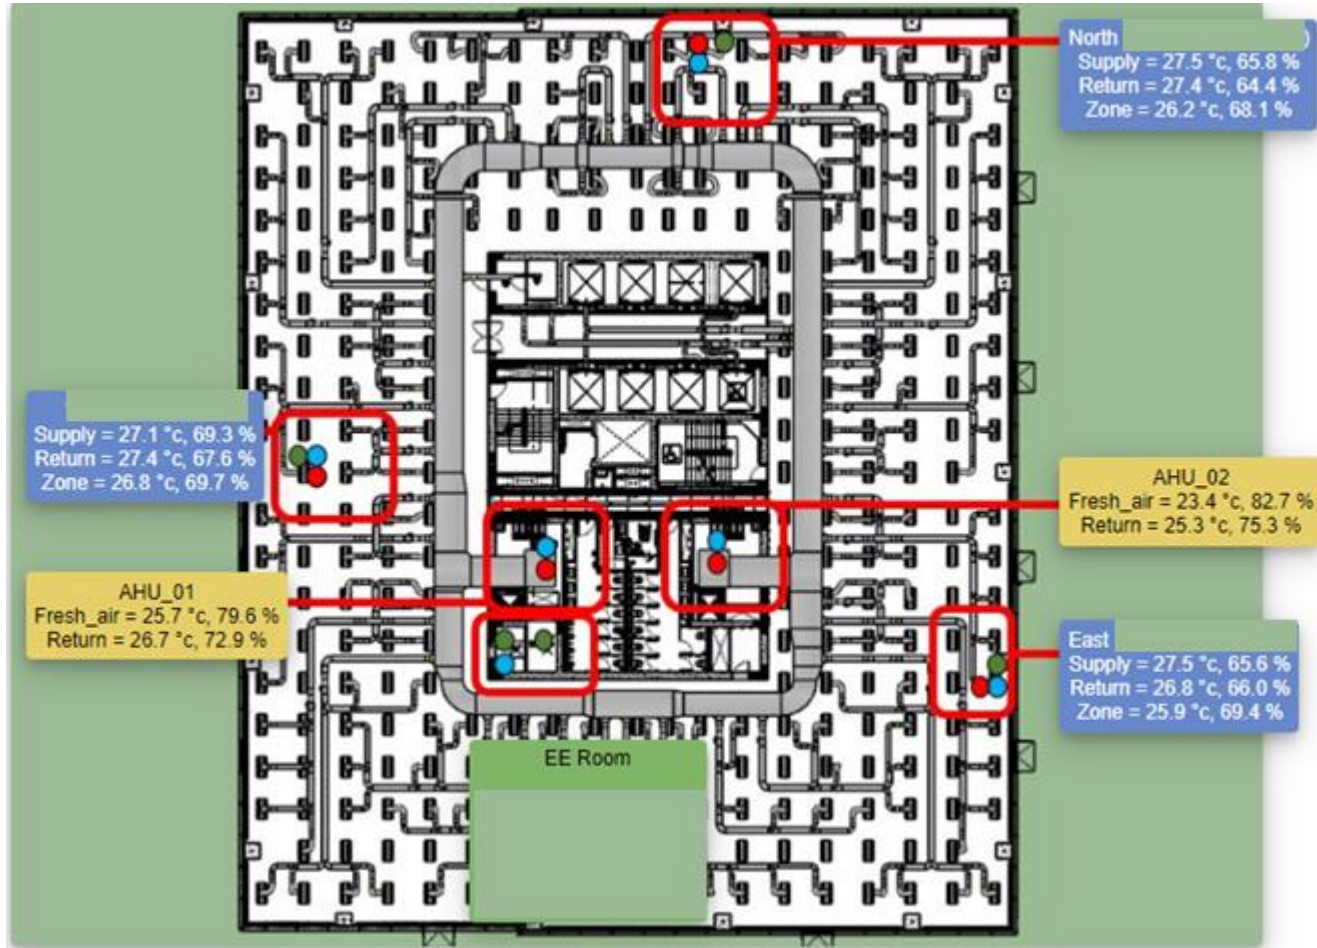 North )
Supply = 27.5 °c, 65.8 %
Return = 27.4 °c, 64.4 %
Zone = 26.2 °c, 68.1 %
Supply = 27.1 °c, 69.3 %
Return = 27.4 °c, 67.6 %
Zone = 26.8 °c, 69.7 %
AHU_02
Fresh_air = 23.4 °c, 82.7 %
Return = 25.3 °c, 75.3 %
AHU_01
Fresh_air = 25.7 °c, 79.6 %
Return = 26.7 °c, 72.9 %
East
Supply = 27.5 °c, 65.6 %
Return = 26.8 °c, 66.0 %
Zone = 25.9 °c, 69.4 %
EE Room